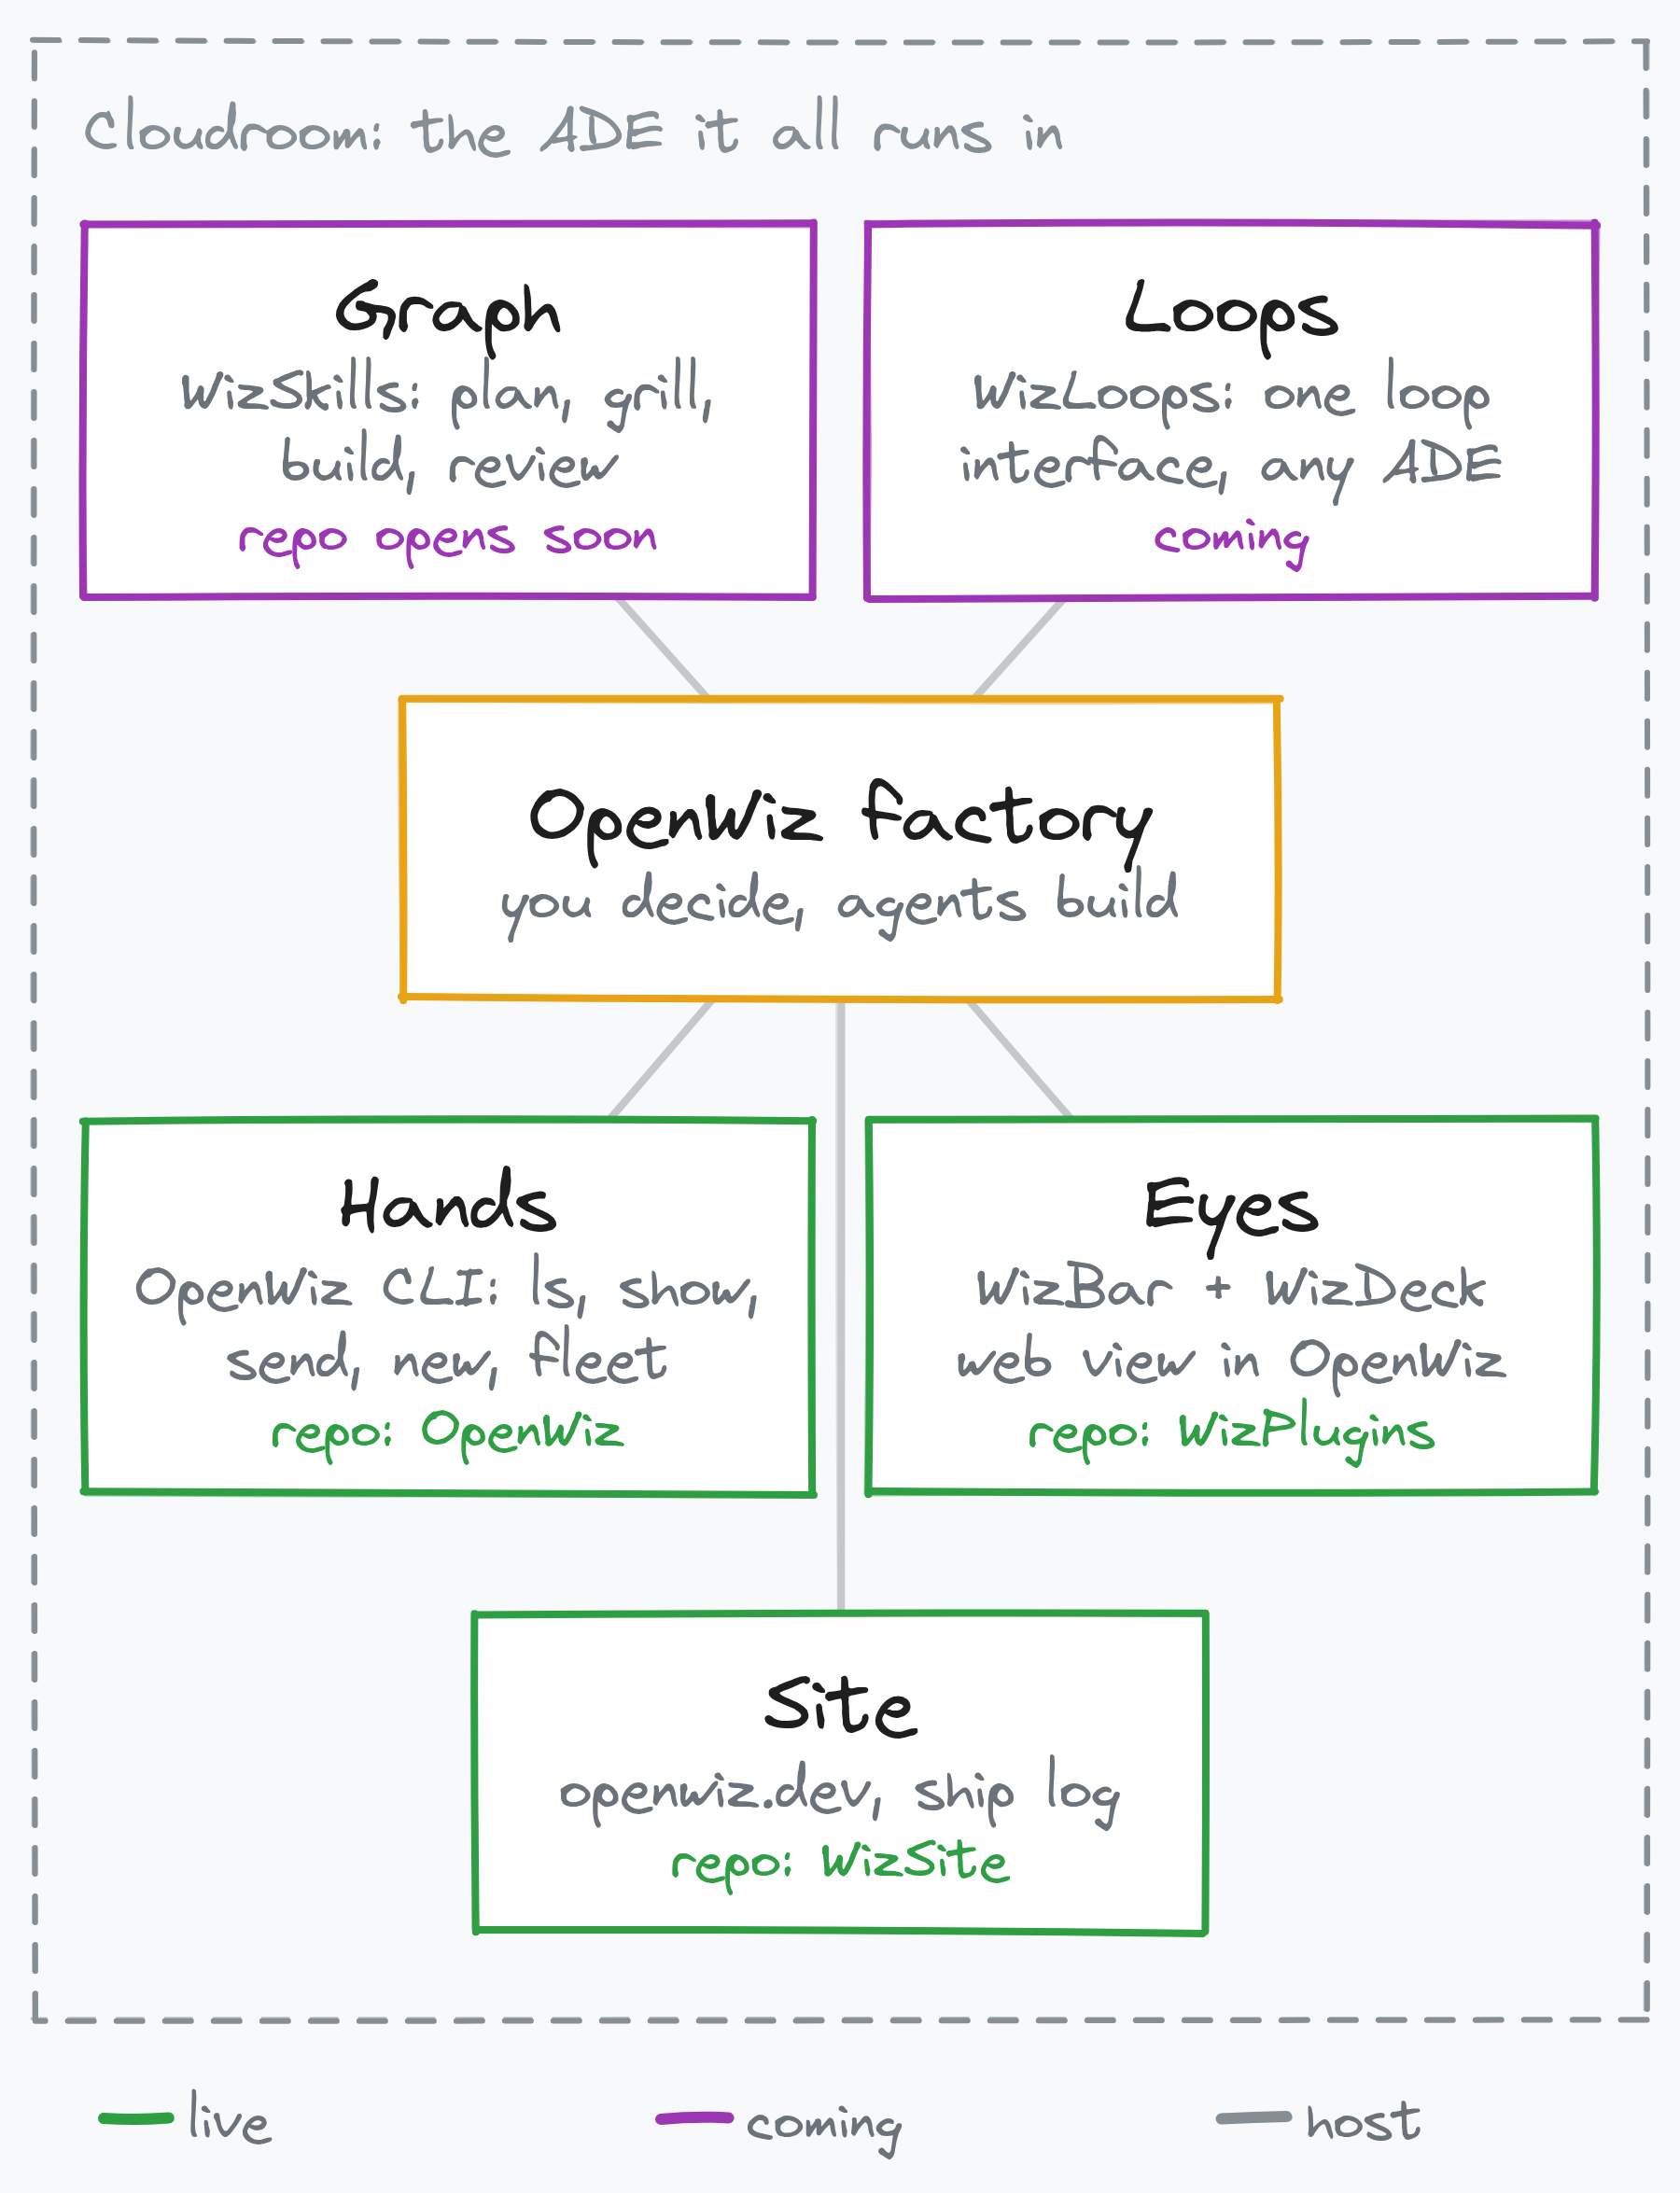 Cloudroom: the ADE it all runs in
Graph
WizSkills: plan, grill,
build, review
repo opens soon
Loops
WizLoops: one loop
interface, any ADE
coming
OpenWiz factory
you decide, agents build
Hands
OpenWiz CLI: ls, show,
send, new, fleet
repo: OpenWiz
Eyes
WizBar + WizDeck
web view in OpenWiz
repo: WizPlugins
Site
openwiz.dev, ship log
repo: WizSite
live
coming
host